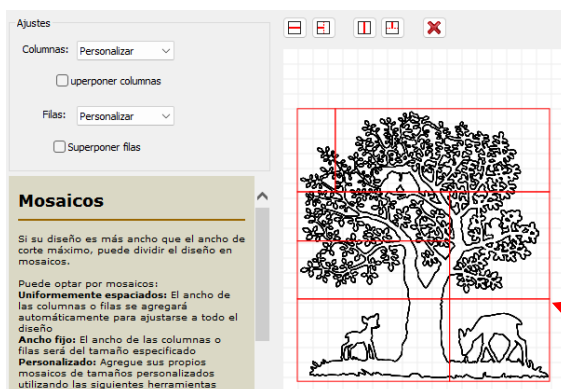 Ajustes
Columnas: Personalizar
uperponer columnas
Filas: Personalizar
Superponer filas
Mosaicos
Si su diseño es más ancho que el ancho de
corte máximo, puede dividir el diseño en
mosaicos.
Puede optar por mosaicos:
Uniformemente espaciados: El ancho de
las columnas o filas se agregará
automáticamente para ajustarse a todo el
diseño
Ancho fijo: El ancho de las columnas o
filas será del tamaño especificado
Personalizado: Agregue sus propios
mosaicos de tamaños personalizados
utilizando las siguientes herramientas